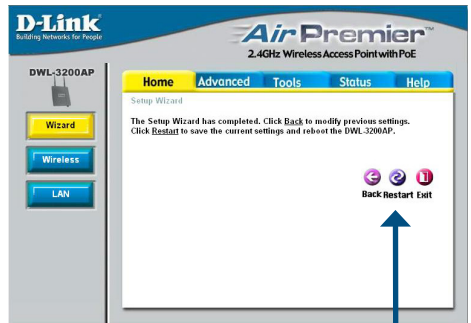 D-Link
Building Networks for People
Air Premier™
2.4GHz Wireless Access Point with PoE
DWL-3200AP
Home Advanced Tools Status Help
Setup Wizard
Wizard
The Setup Wizard has completed. Click Back to modify previous settings.
Click Restart to save the current settings and reboot the DWL-3200AP.
Wireless
LAN
Back Restart Exit